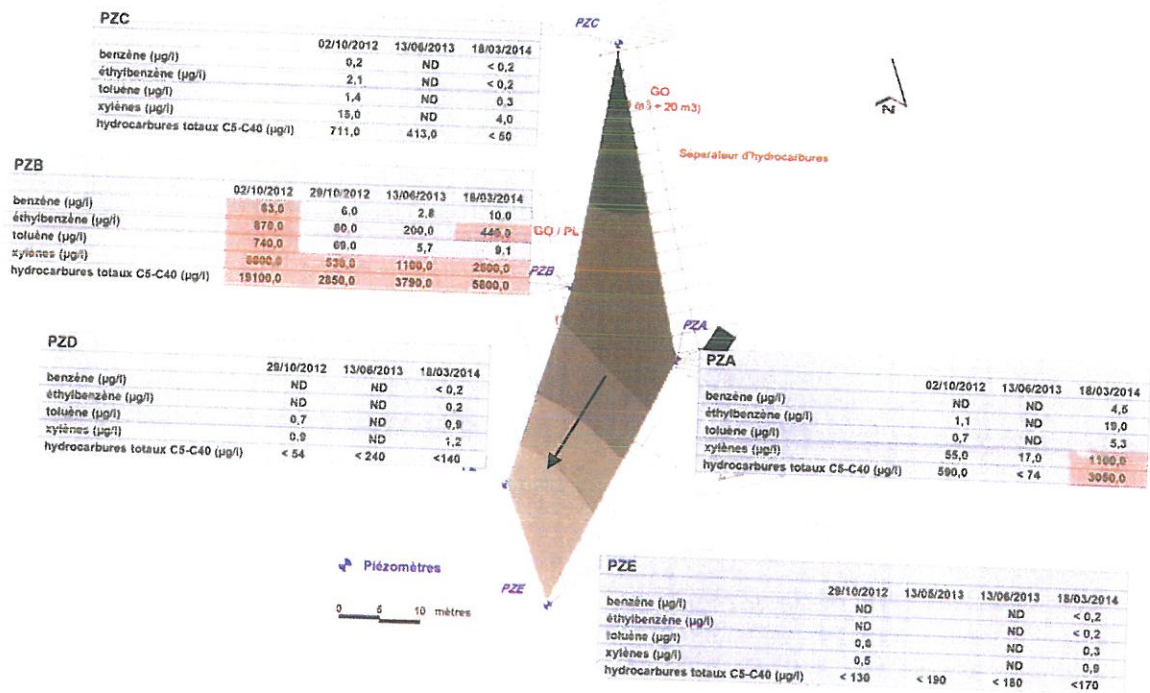 PZC
02/10/2012 13/06/2013 18/03/2014
benzène (µg/l) 0,2 ND < 0,2
éthylbenzène (µg/l) 2,1 ND < 0,2
toluène (µg/l) 1,4 ND 0,3
xylènes (µg/l) 15,0 ND 4,0
hydrocarbures totaux C5-C40 (µg/l) 711,0 413,0 < 50
PZC
GO
20 m3)
Séparateur d'hydrocarbures
Z
PZB
02/10/2012 29/10/2012 13/06/2013 18/03/2014
benzène (µg/l) 83,0 6,0 2,8 10,0
éthylbenzène (µg/l) 870,0 80,0 200,0 440,0
toluène (µg/l) 740,0 69,0 5,7 9,1
xylènes (µg/l) 530,0 1100,0 2600,0
hydrocarbures totaux C5-C40 (µg/l) 19100,0 2850,0 3790,0 5800,0
GO / PL
PZB
PZA
PZD
29/10/2012 13/06/2013 18/03/2014
benzène (µg/l) ND ND < 0,2
éthylbenzène (µg/l) ND ND 0,2
toluène (µg/l) 0,7 ND 0,9
xylènes (µg/l) 0,9 ND 1,2
hydrocarbures totaux C5-C40 (µg/l) < 54 < 240 <140
PZA
02/10/2012 13/06/2013 18/03/2014
benzène (µg/l) ND ND 4,5
éthylbenzène (µg/l) 1,1 ND 19,0
toluène (µg/l) 0,7 ND 5,3
xylènes (µg/l) 55,0 17,0 1100,0
hydrocarbures totaux C5-C40 (µg/l) 590,0 < 74 3050,0
Piézomètres
0 5 10 mètres
PZE
PZE
29/10/2012 13/05/2013 13/06/2013 18/03/2014
benzène (µg/l) ND ND < 0,2
éthylbenzène (µg/l) ND ND < 0,2
toluène (µg/l) 0,8 ND 0,3
xylènes (µg/l) 0,5 ND 0,9
hydrocarbures totaux C5-C40 (µg/l) < 130 < 190 < 180 <170